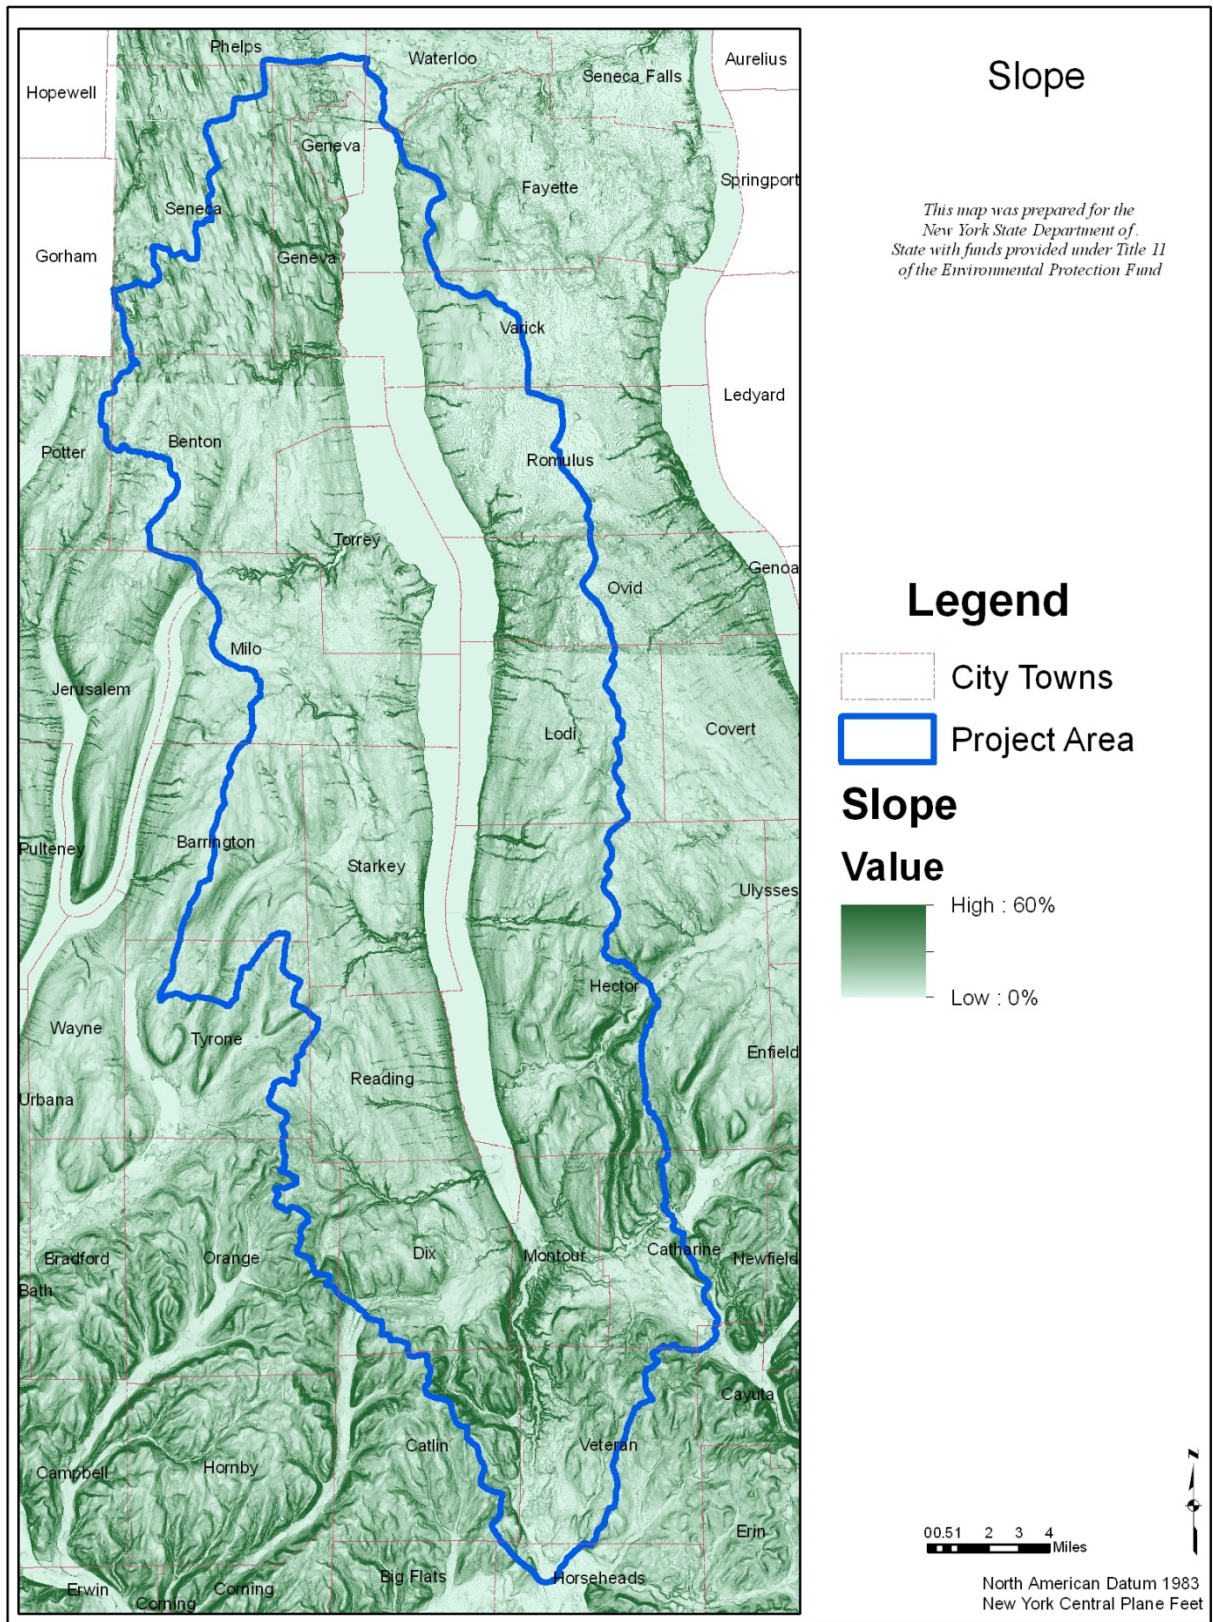 Slope
This map was prepared for the
New York State Department of .
State with funds provided under Title 11
of the Environmental Protection Fund
Phelps
Waterloo
Aurelius
Seneca Falls
Hopewell
Geneva
Springport
Fayette
Seneca
Gorham
Geneva
Varick
Ledyard
Benton
Potter
Romulus
Torrey
Genoa
Ovid
Milo
Jerusalem
Lodi
Covert
Barrington
Pulteney
Starkey
Ulysses
Hector
Wayne
Tyrone
Enfield
Reading
Urbana
Dix
Montour
Catharine
Newfield
Bradford
Orange
Bath
Cayuta
Catlin
Veteran
Campbell
Hornby
Erin
Big Flats
Horseheads
Erwin
Corning
Corning
Legend
City Towns
Project Area
Slope
Value
High : 60%
Low : 0%
N
0 0.5 1 2 3 4
Miles
North American Datum 1983
New York Central Plane Feet